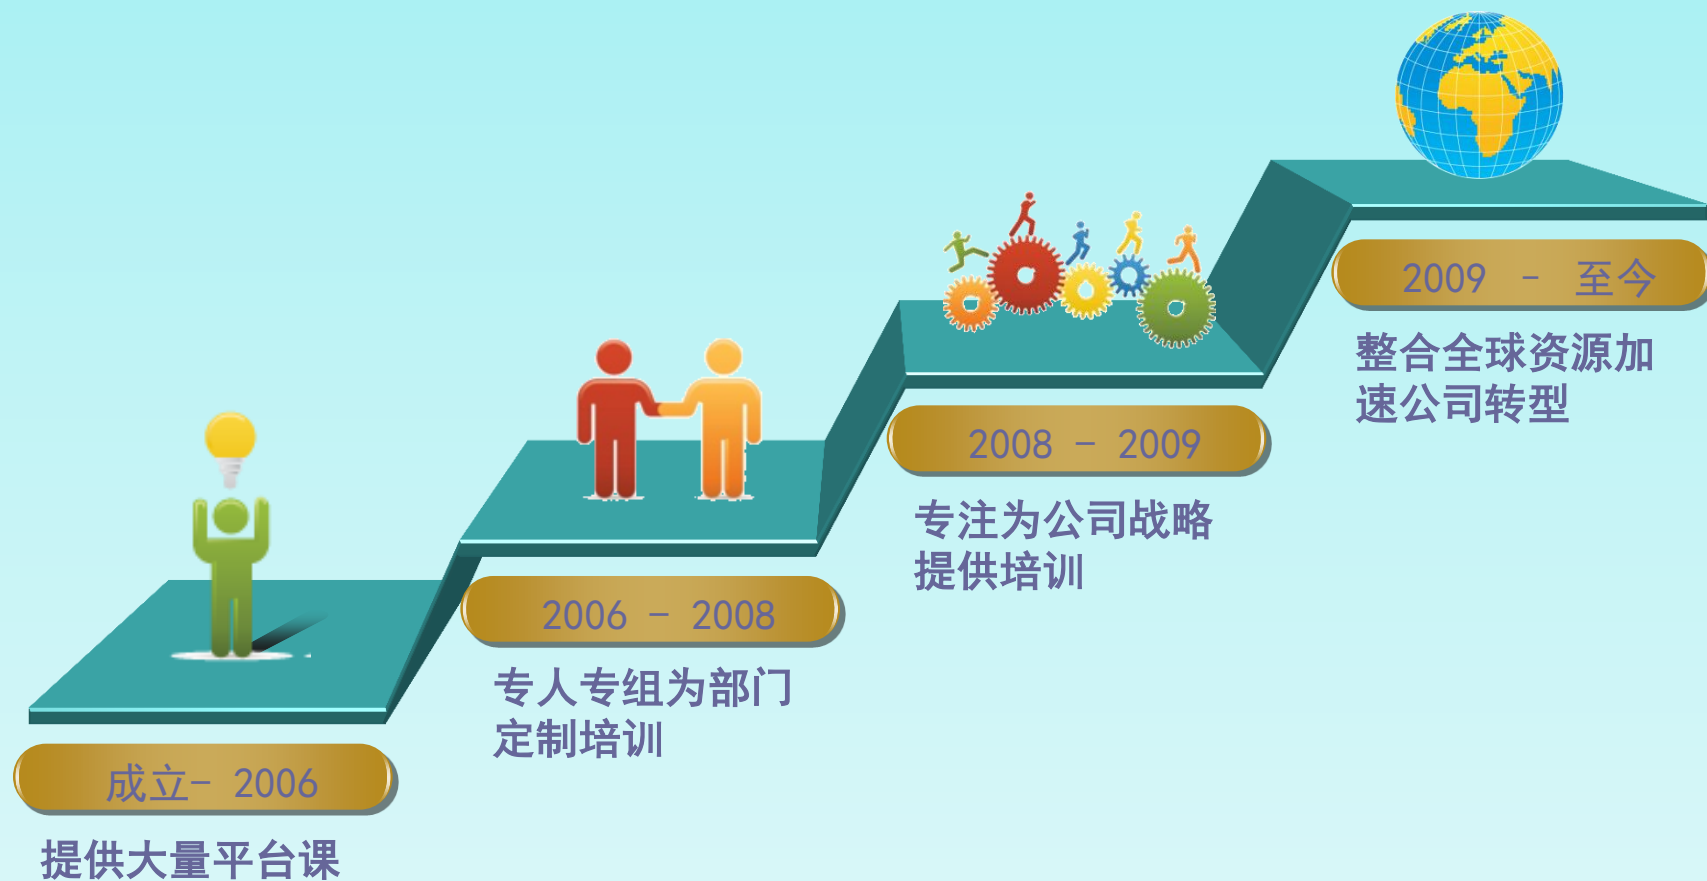 成立- 2006
提供大量平台课
2006 - 2008
专人专组为部门
定制培训
2008 - 2009
专注为公司战略
提供培训
2009 - 至今
整合全球资源加
速公司转型